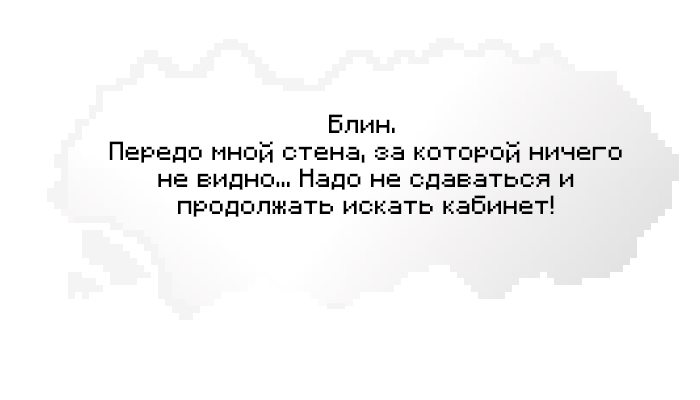 Блин.
Передо мной стена, за которой ничего
не видно... Надо не сдаваться и
продолжать искать кабинет!